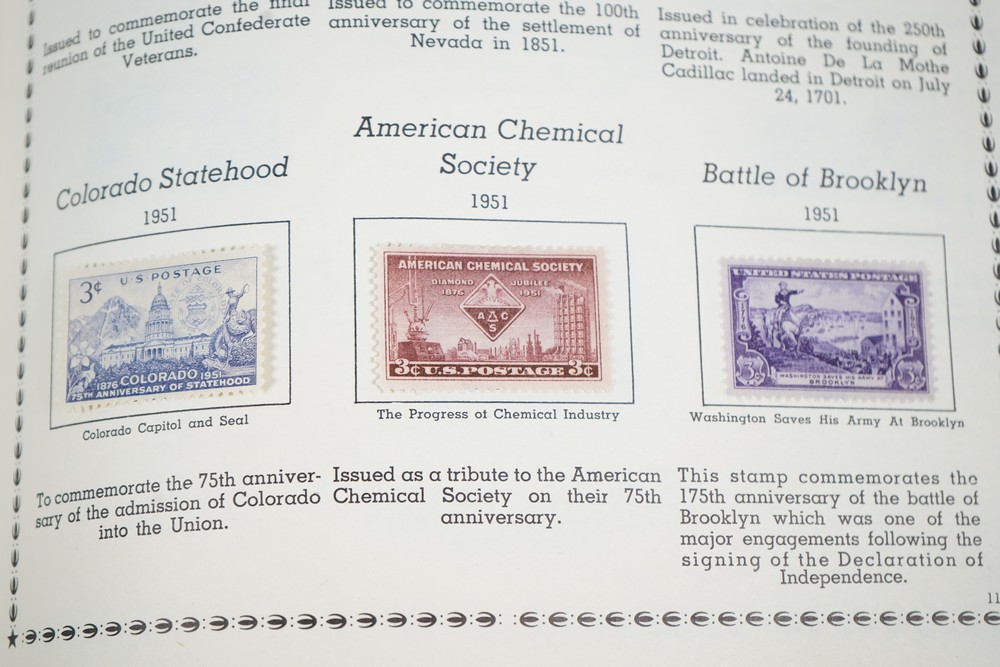 Issued to commemorate the final
reunion of the United Confederate
Veterans.
Issued to commemorate the 100th
anniversary of the settlement of
Nevada in 1851.
Issued in celebration of the 250th
anniversary of the founding of
Detroit. Antoine De La Mothe
Cadillac landed in Detroit on July
24, 1701.
Colorado Statehood
1951
3¢
U S POSTAGE
1876 COLORADO 1951
75TH ANNIVERSARY OF STATEHOOD
Colorado Capitol and Seal
To commemorate the 75th anniver-
sary of the admission of Colorado
into the Union.
American Chemical
Society
1951
AMERICAN CHEMICAL SOCIETY
DIAMOND JUBILEE
1876 1951
A C
S
3¢ U.S. POSTAGE 3¢
The Progress of Chemical Industry
Issued as a tribute to the American
Chemical Society on their 75th
anniversary.
Battle of Brooklyn
1951
UNITED STATES POSTAGE
1776
1951
3¢ 3¢
WASHINGTON SAVES HIS ARMY AT
BROOKLYN
Washington Saves His Army At Brooklyn
This stamp commemorates the
175th anniversary of the battle of
Brooklyn which was one of the
major engagements following the
signing of the Declaration of
Independence.
11